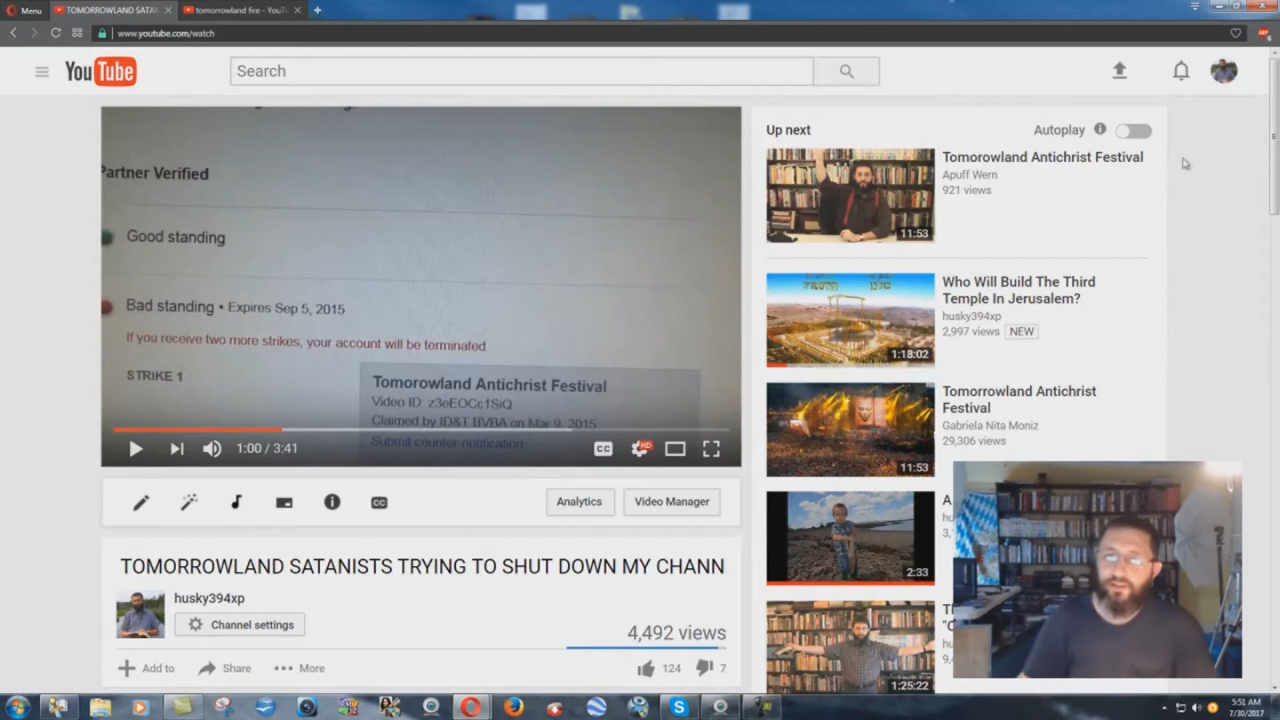 Menu
TOMORROWLAND SATAN
tomorrowland fire - YouT
www.youtube.com/watch
YouTube
Search
Partner Verified
Good standing
Bad standing • Expires Sep 5, 2015
If you receive two more strikes, your account will be terminated
STRIKE 1
Tomorowland Antichrist Festival
Video ID z3eEOCc1SiQ
Claimed by ID&T BVBA on Mar 9, 2015
Submit counter-notification
1:00 / 3:41
CC
HD
CC
Analytics
Video Manager
TOMORROWLAND SATANISTS TRYING TO SHUT DOWN MY CHANN
husky394xp
Channel settings
4,492 views
Add to
Share
More
124
7
Up next
Autoplay
Tomorowland Antichrist Festival
Apuff Wern
921 views
11:53
Who Will Build The Third
Temple In Jerusalem?
husky394xp
2,997 views
NEW
1:18:02
Tomorrowland Antichrist
Festival
Gabriela Nita Moniz
29,306 views
11:53
2:33
1:25:22
5:51 AM
7/30/2017